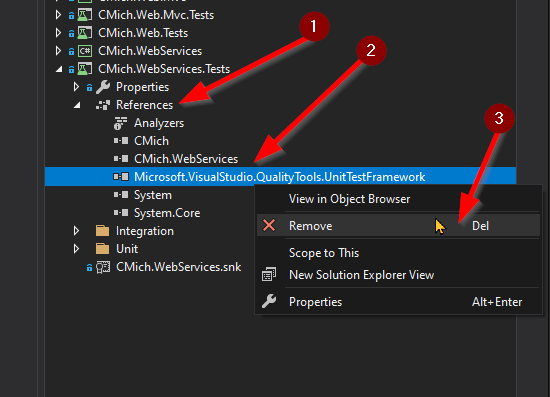 CMich.Web.Mvc.Tests
CMich.Web.Tests
C# CMich.WebServices
CMich.WebServices.Tests
1
Properties
2
References
Analyzers
3
CMich
CMich.WebServices
Microsoft.VisualStudio.QualityTools.UnitTestFramework
System
View in Object Browser
System.Core
Remove Del
Integration
Unit
Scope to This
CMich.WebServices.snk
New Solution Explorer View
Properties Alt+Enter